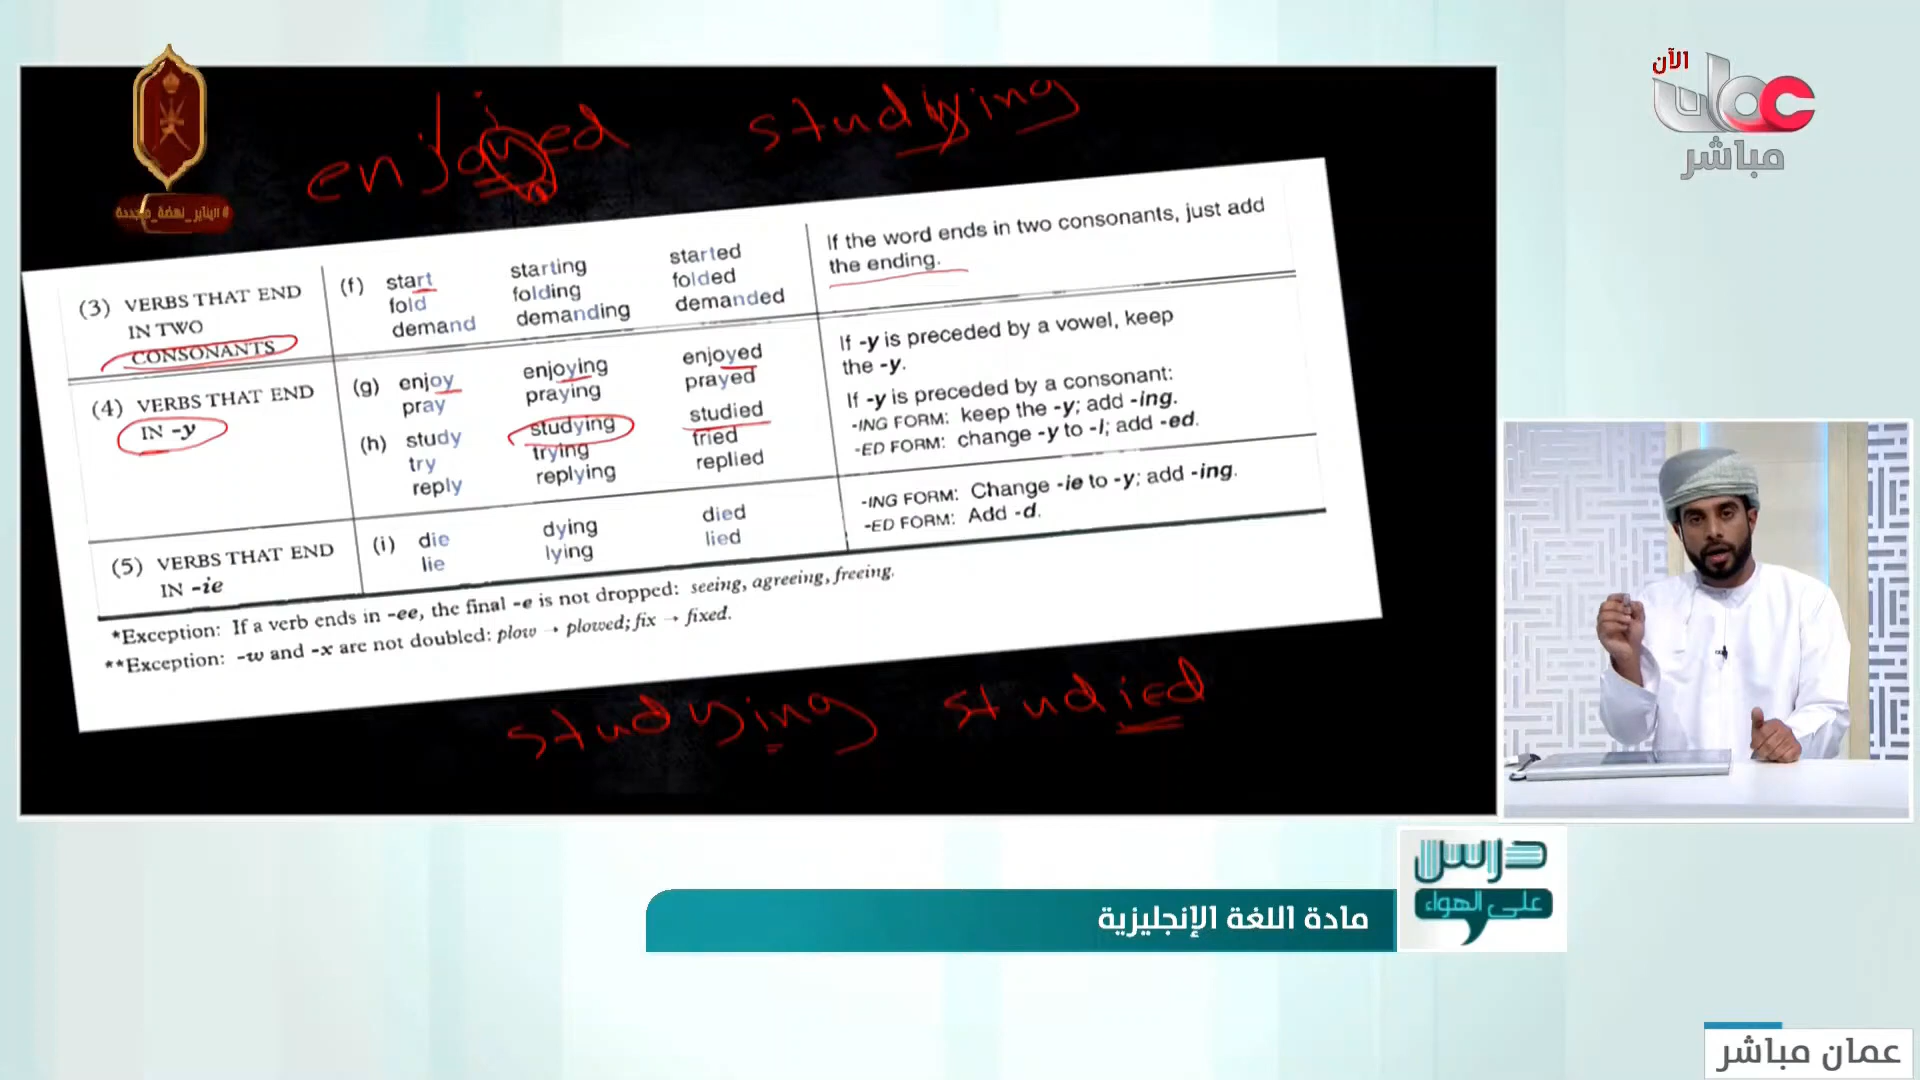 الآن
عمان
مباشر
enjoyed studying
(3) VERBS THAT END IN TWO CONSONANTS
(f) start starting started
fold folding folded
demand demanding demanded
If the word ends in two consonants, just add
the ending.
(4) VERBS THAT END
IN -y
(g) enjoy enjoying enjoyed
pray praying prayed
If -y is preceded by a vowel, keep
the -y.
(h) study studying studied
try trying tried
reply replying replied
If -y is preceded by a consonant:
-ING FORM: keep the -y; add -ing.
-ED FORM: change -y to -i; add -ed.
(5) VERBS THAT END
IN -ie
(i) die dying died
lie lying lied
-ING FORM: Change -ie to -y; add -ing.
-ED FORM: Add -d.
*Exception: If a verb ends in -ee, the final -e is not dropped: seeing, agreeing, freeing.
**Exception: -w and -x are not doubled: plow → plowed; fix → fixed.
studying studied
درس
على الهواء
مادة اللغة الإنجليزية
عمان مباشر